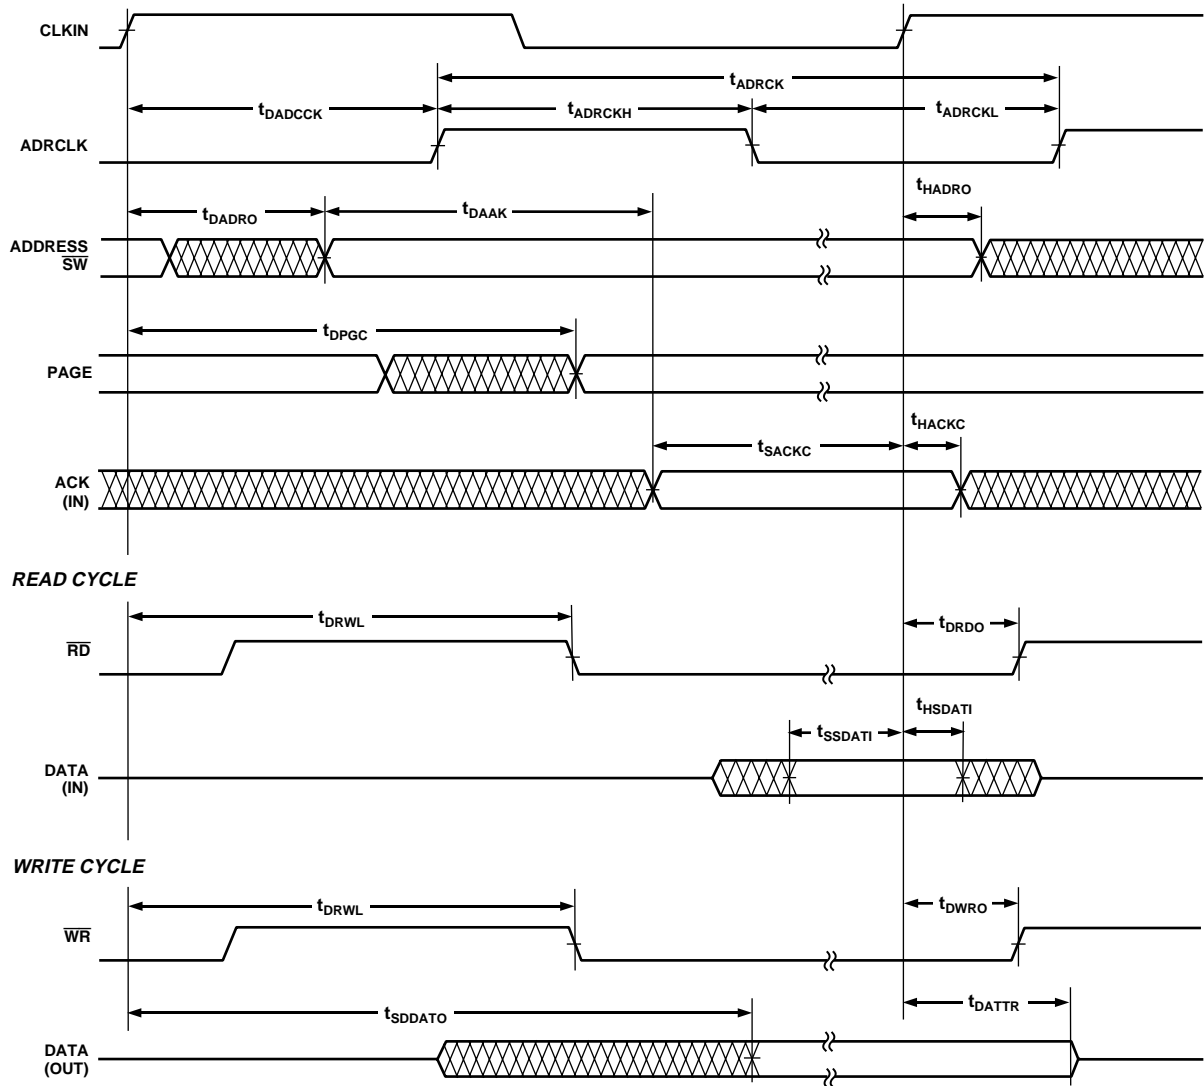 CLKIN
tADRCK
tDADCCK
tADRCKH
tADRCKL
ADRCLK
tHADRO
tDADRO
tDAAK
ADDRESS
SW
tDPGC
PAGE
tHACKC
tSACKC
ACK
(IN)
READ CYCLE
tDRWL
tDRDO
RD
tHSDATI
tSSDATI
DATA
(IN)
WRITE CYCLE
tDRWL
tDWRO
WR
tDATTR
tSDDATO
DATA
(OUT)